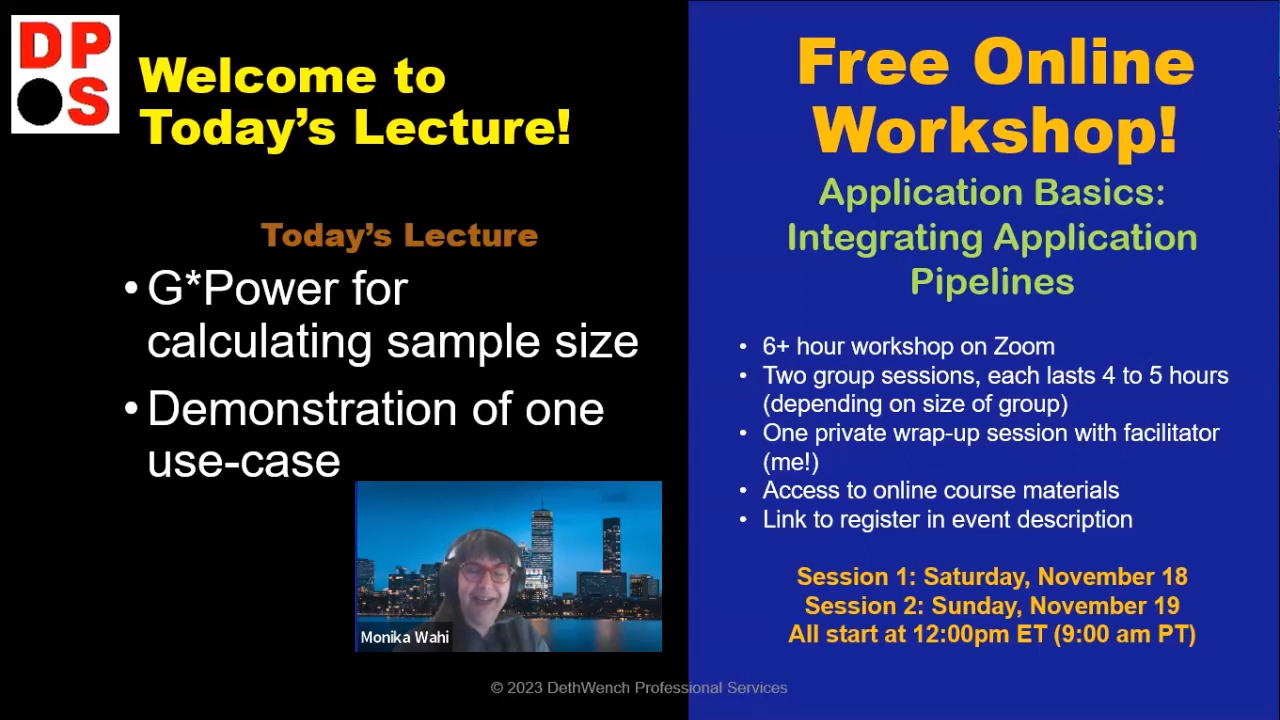 DP
S
Welcome to
Today's Lecture!
Today's Lecture
• G*Power for
calculating sample size
• Demonstration of one
use-case
Monika Wahi
Free Online
Workshop!
Application Basics:
Integrating Application
Pipelines
• 6+ hour workshop on Zoom
• Two group sessions, each lasts 4 to 5 hours
(depending on size of group)
• One private wrap-up session with facilitator
(me!)
• Access to online course materials
• Link to register in event description
Session 1: Saturday, November 18
Session 2: Sunday, November 19
All start at 12:00pm ET (9:00 am PT)
© 2023 DethWench Professional Services